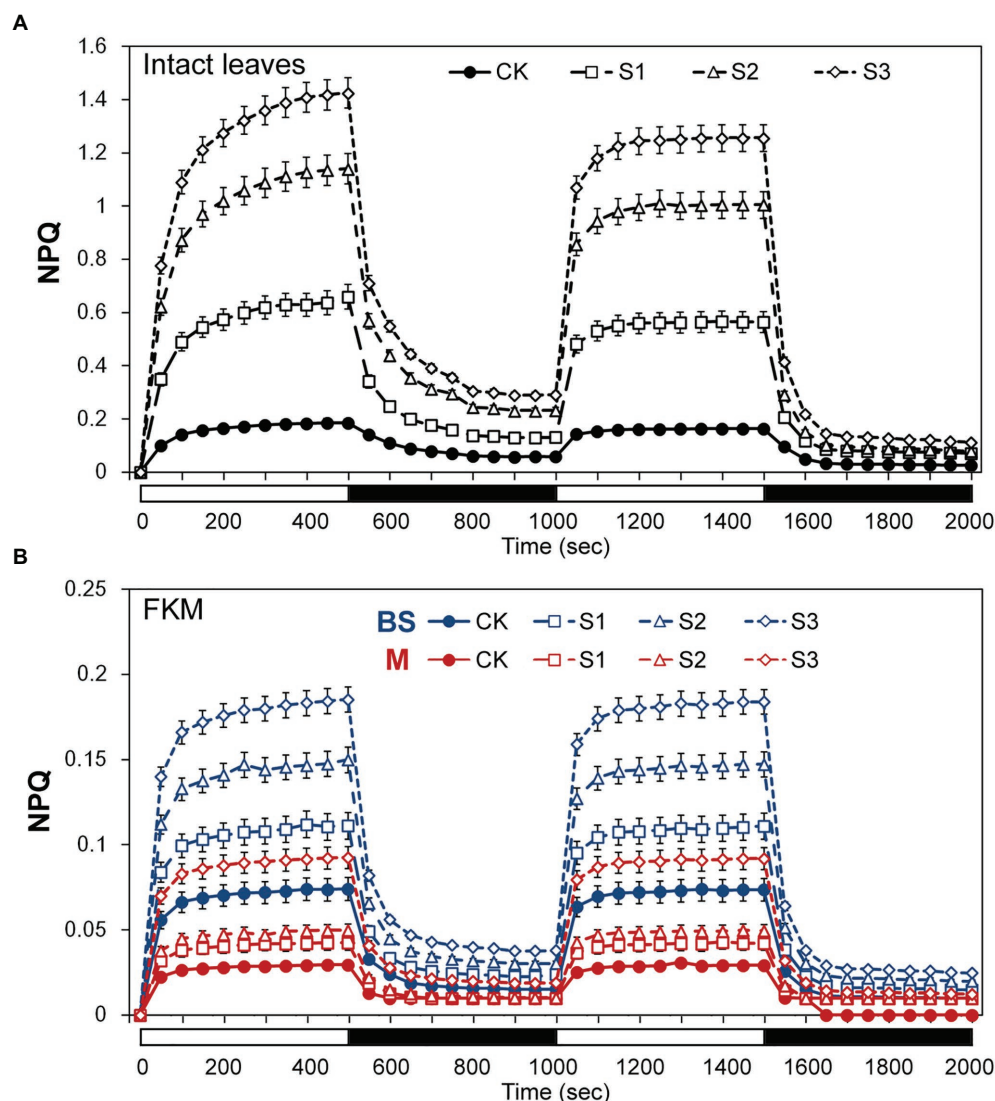 A
Intact leaves
CK S1 S2 S3
NPQ
1.6
1.4
1.2
1.0
0.8
0.6
0.4
0.2
0
0 200 400 600 800 1000 1200 1400 1600 1800 2000
Time (sec)
B
FKM
BS CK S1 S2 S3
M CK S1 S2 S3
NPQ
0.25
0.2
0.15
0.1
0.05
0
0 200 400 600 800 1000 1200 1400 1600 1800 2000
Time (sec)